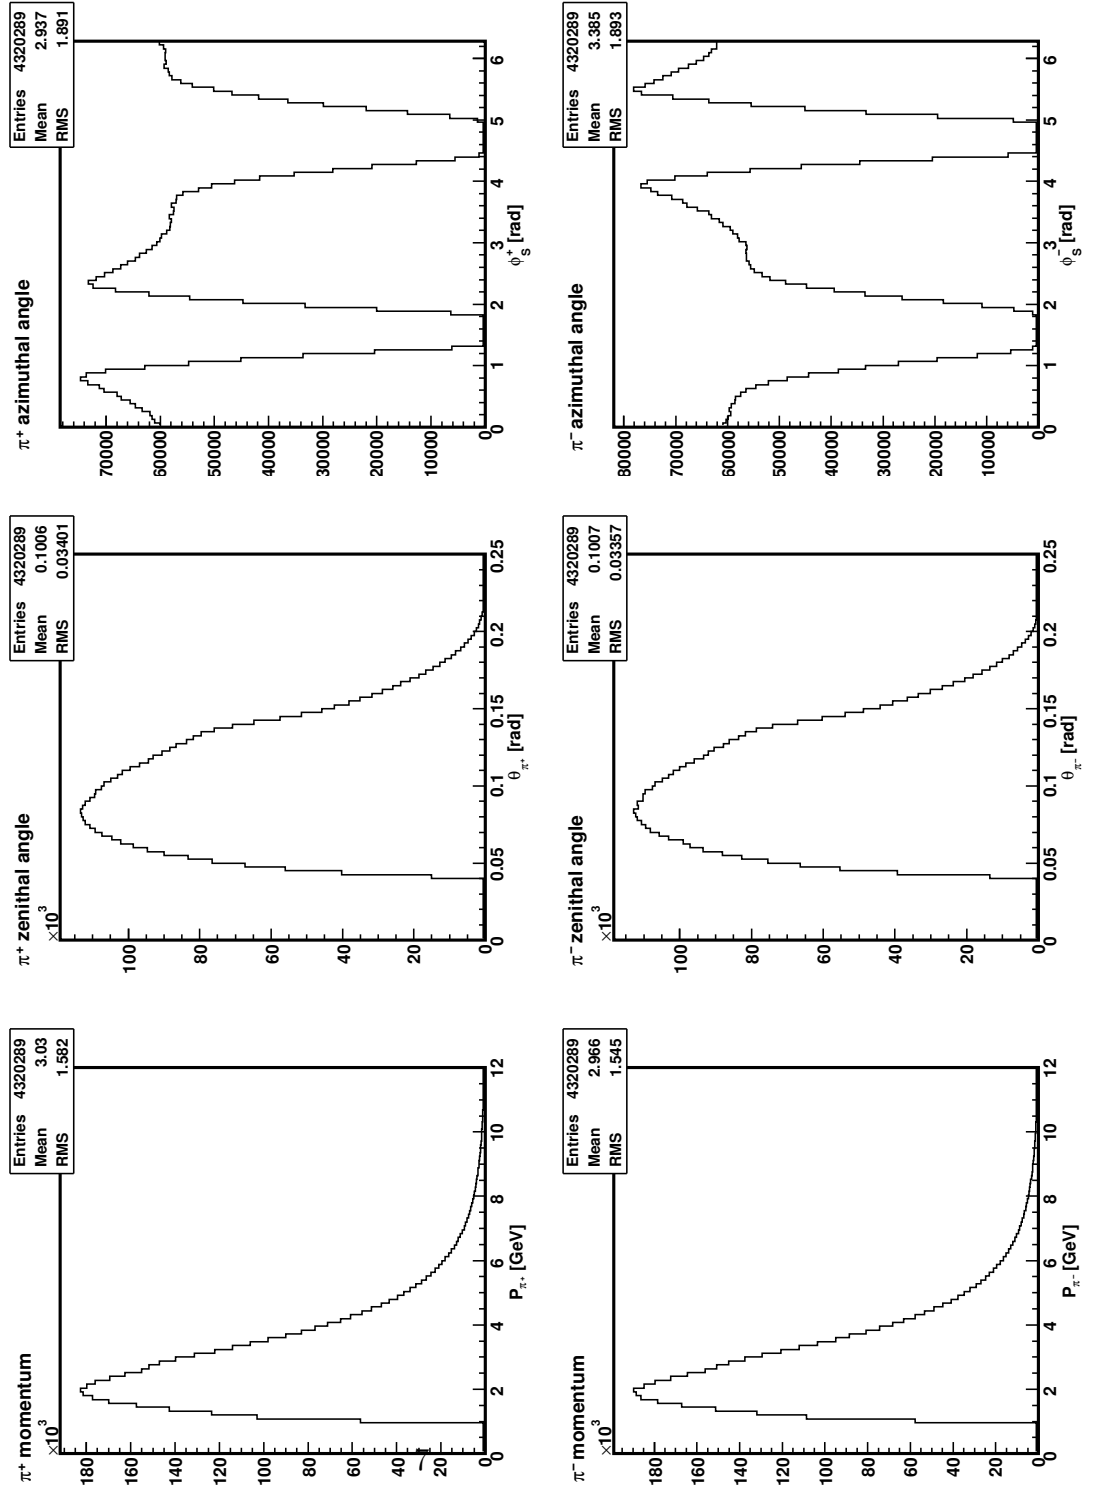 π⁺ momentum
Entries 4320289
Mean 3.03
RMS 1.582
×10³
180
160
140
120
100
80
60
40
20
0
0 2 4 6 8 10 12
P_π⁺ [GeV]
π⁺ zenithal angle
Entries 4320289
Mean 0.1006
RMS 0.03401
×10³
100
80
60
40
20
0
0 0.05 0.1 0.15 0.2 0.25
θ_π⁺ [rad]
π⁺ azimuthal angle
Entries 4320289
Mean 2.937
RMS 1.891
70000
60000
50000
40000
30000
20000
10000
0
0 1 2 3 4 5 6
ϕ_S⁺ [rad]
π⁻ momentum
Entries 4320289
Mean 2.966
RMS 1.545
×10³
180
160
140
120
100
80
60
40
20
0
0 2 4 6 8 10 12
P_π⁻ [GeV]
π⁻ zenithal angle
Entries 4320289
Mean 0.1007
RMS 0.03357
×10³
100
80
60
40
20
0
0 0.05 0.1 0.15 0.2 0.25
θ_π⁻ [rad]
π⁻ azimuthal angle
Entries 4320289
Mean 3.385
RMS 1.893
80000
70000
60000
50000
40000
30000
20000
10000
0
0 1 2 3 4 5 6
ϕ_S⁻ [rad]